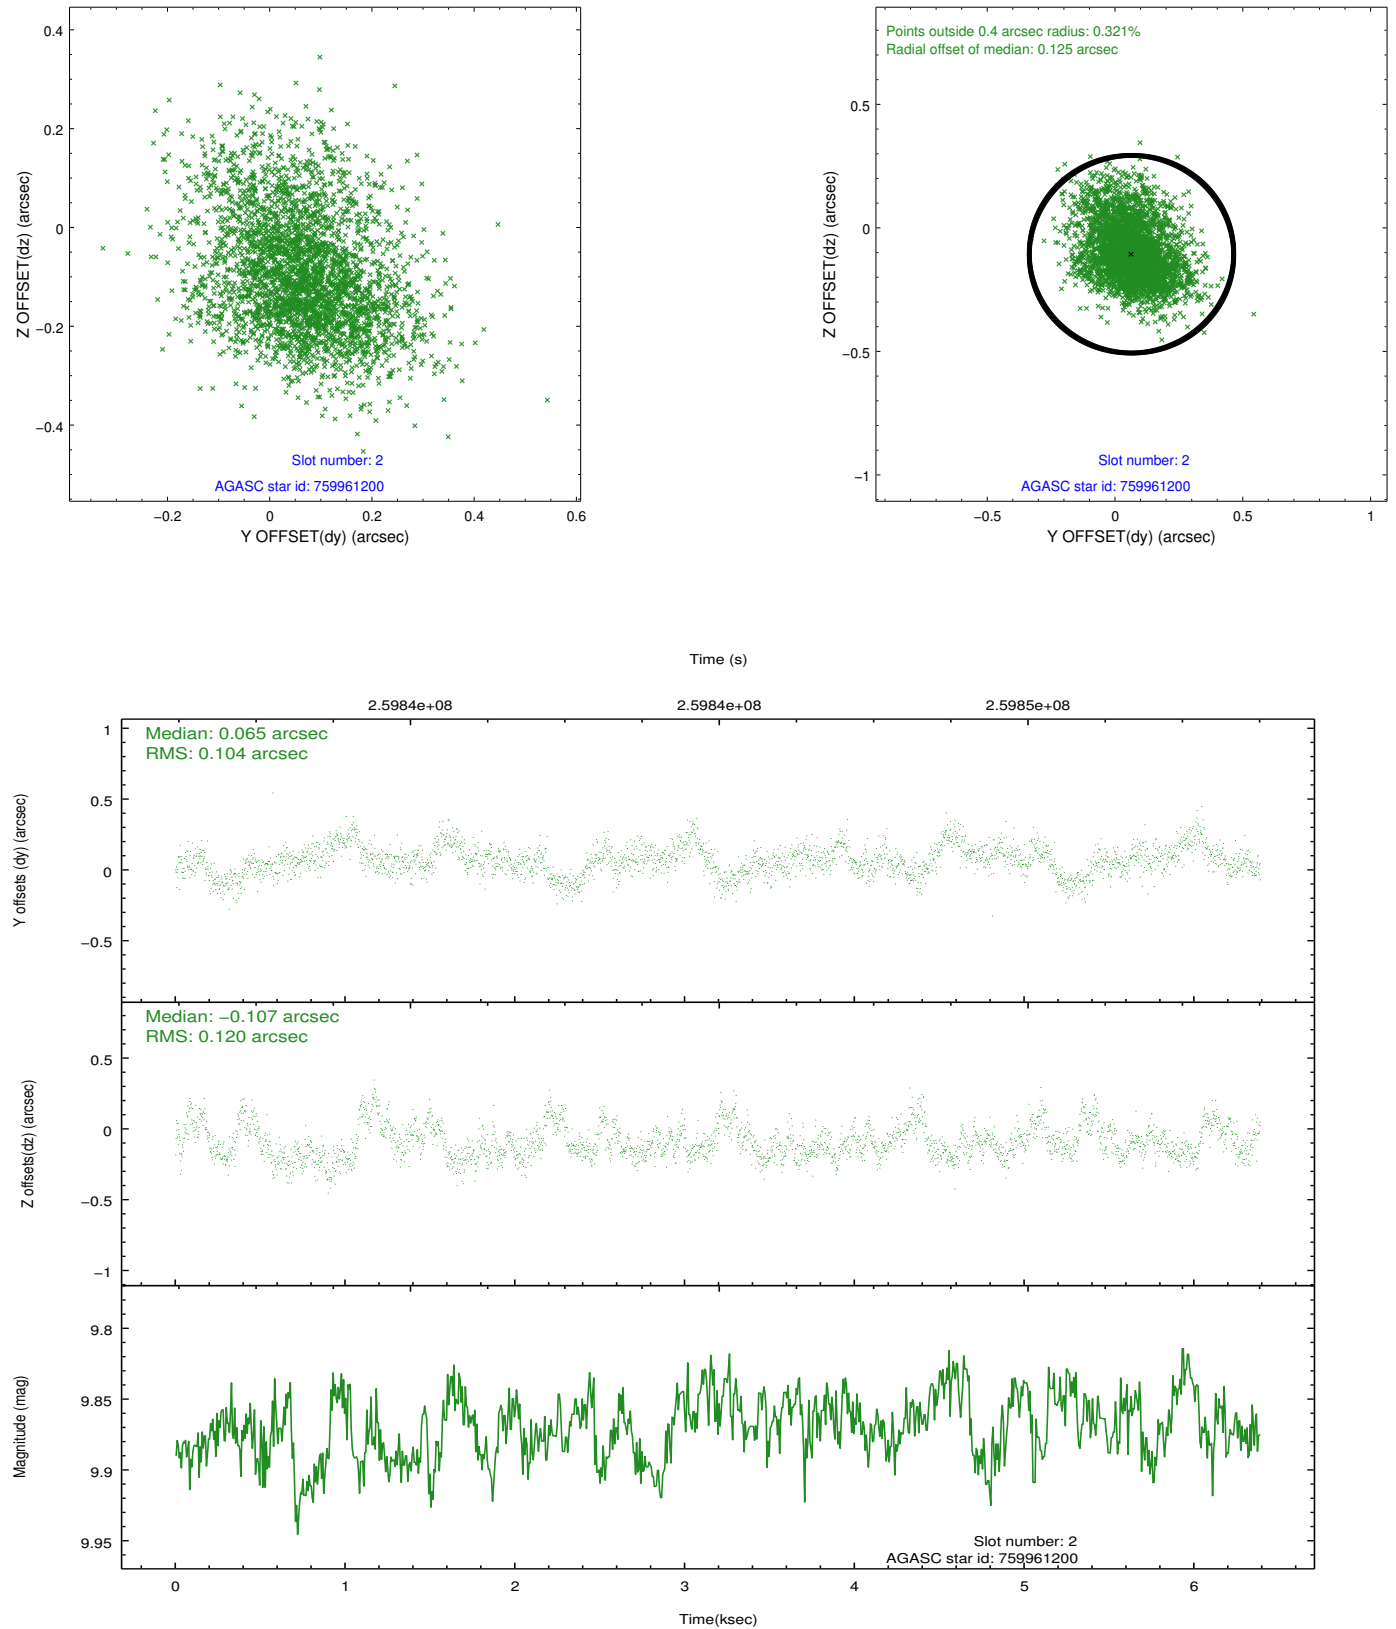 0.4
0.2
0
−0.2
−0.4
Z OFFSET(dz) (arcsec)
Slot number: 2
AGASC star id: 759961200
−0.2
0
0.2
0.4
0.6
Y OFFSET(dy) (arcsec)
Points outside 0.4 arcsec radius: 0.321%
Radial offset of median: 0.125 arcsec
0.5
0
−0.5
−1
Z OFFSET(dz) (arcsec)
Slot number: 2
AGASC star id: 759961200
−0.5
0
0.5
1
Y OFFSET(dy) (arcsec)
Time (s)
2.5984e+08
2.5984e+08
2.5985e+08
Median: 0.065 arcsec
RMS: 0.104 arcsec
1
0.5
0
−0.5
Y offsets (dy) (arcsec)
Median: −0.107 arcsec
RMS: 0.120 arcsec
0.5
0
−0.5
−1
Z offsets(dz) (arcsec)
9.8
9.85
9.9
9.95
Magnitude (mag)
Slot number: 2
AGASC star id: 759961200
0
1
2
3
4
5
6
Time(ksec)